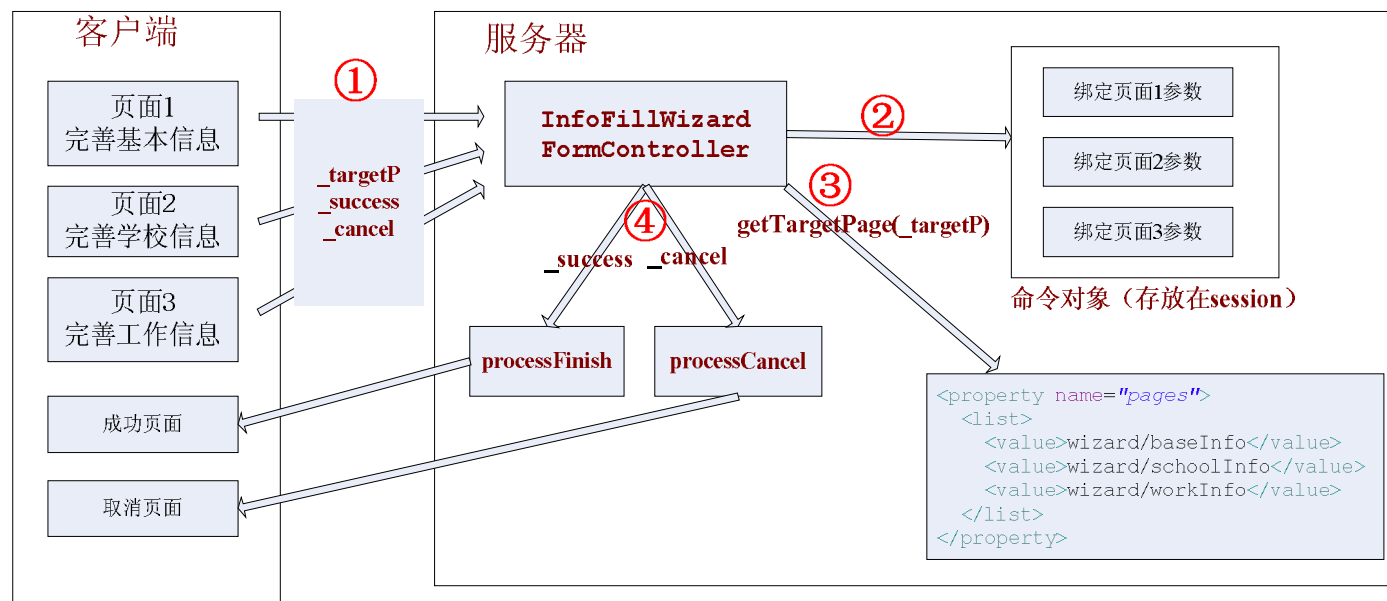 客户端
页面1
完善基本信息
页面2
完善学校信息
页面3
完善工作信息
成功页面
取消页面
①
_targetP
_success
_cancel
服务器
InfoFillWizard
FormController
②
绑定页面1参数
绑定页面2参数
绑定页面3参数
命令对象（存放在session）
③
getTargetPage(_targetP)
④
_success
_cancel
processFinish
processCancel
<property name="pages">
<list>
<value>wizard/baseInfo</value>
<value>wizard/schoolInfo</value>
<value>wizard/workInfo</value>
</list>
</property>